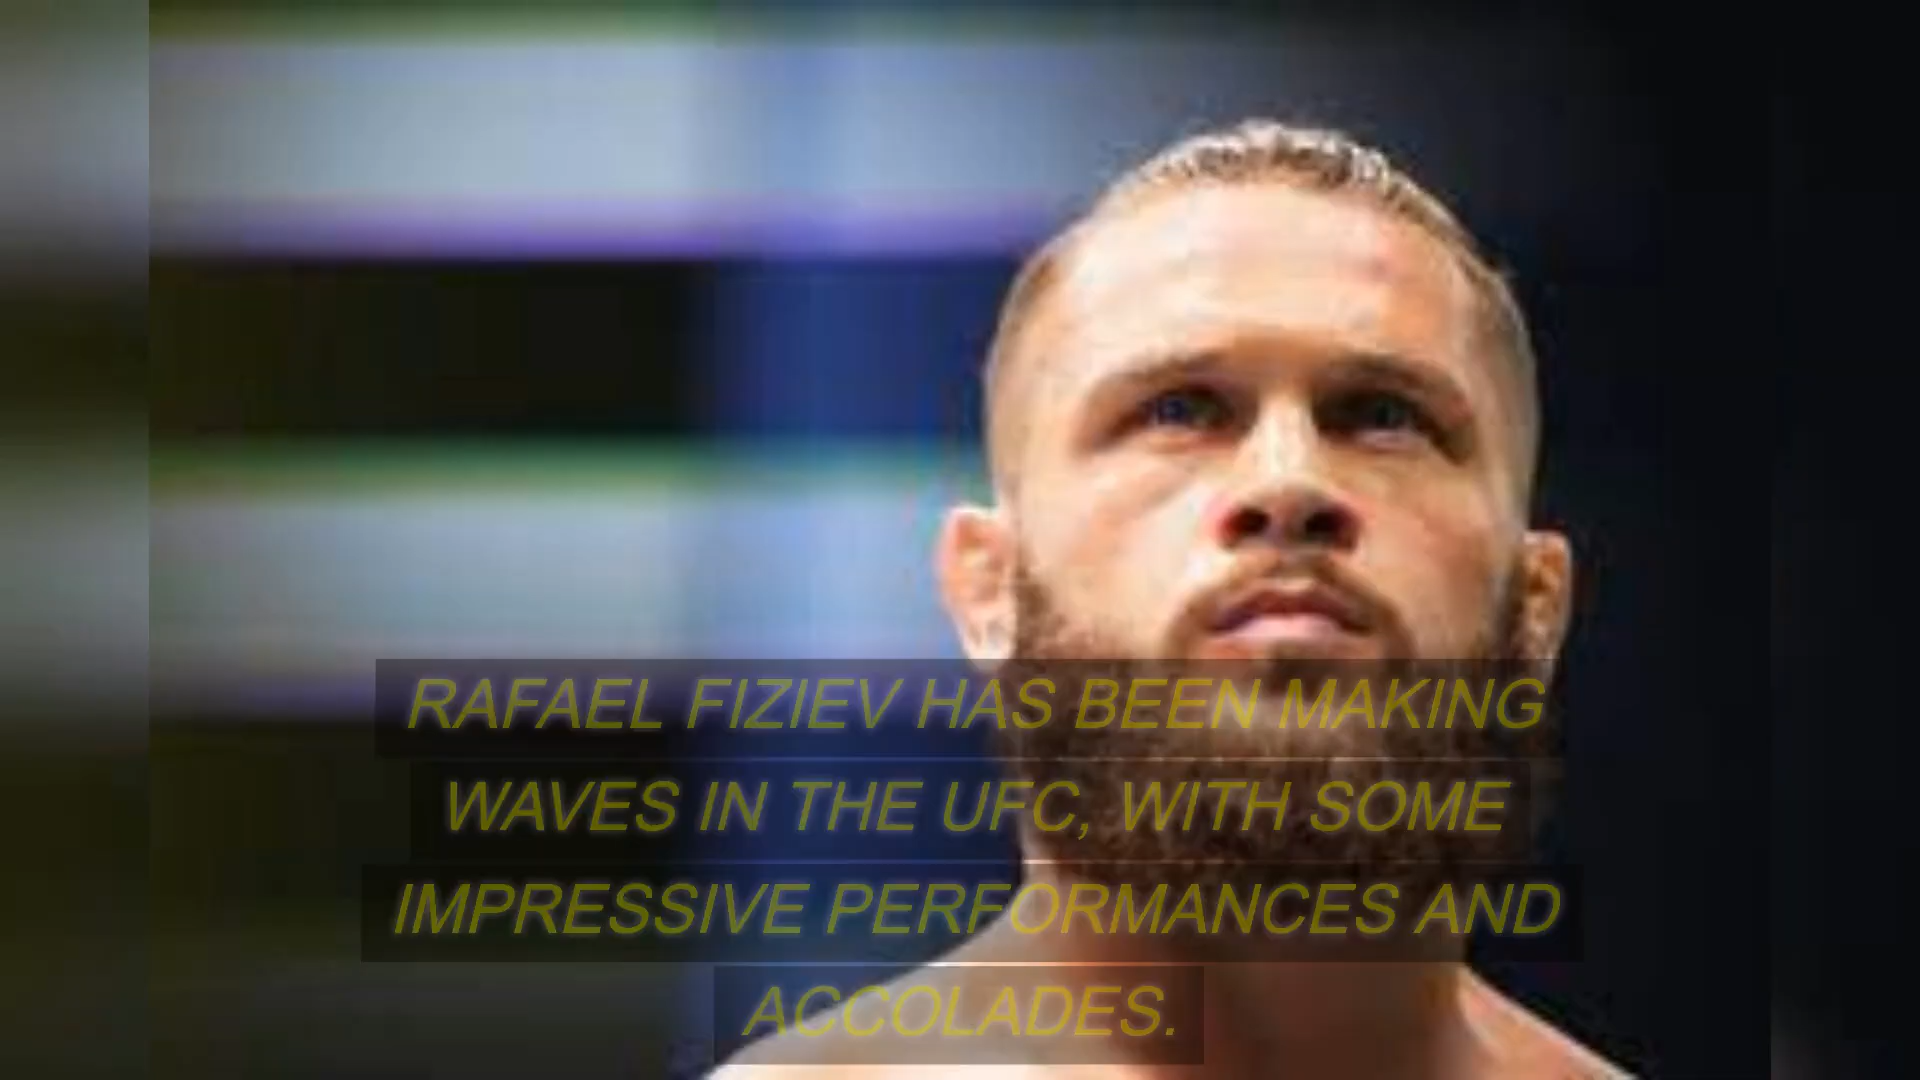 RAFAEL FIZIEV HAS BEEN MAKING
WAVES IN THE UFC, WITH SOME
IMPRESSIVE PERFORMANCES AND
ACCOLADES.